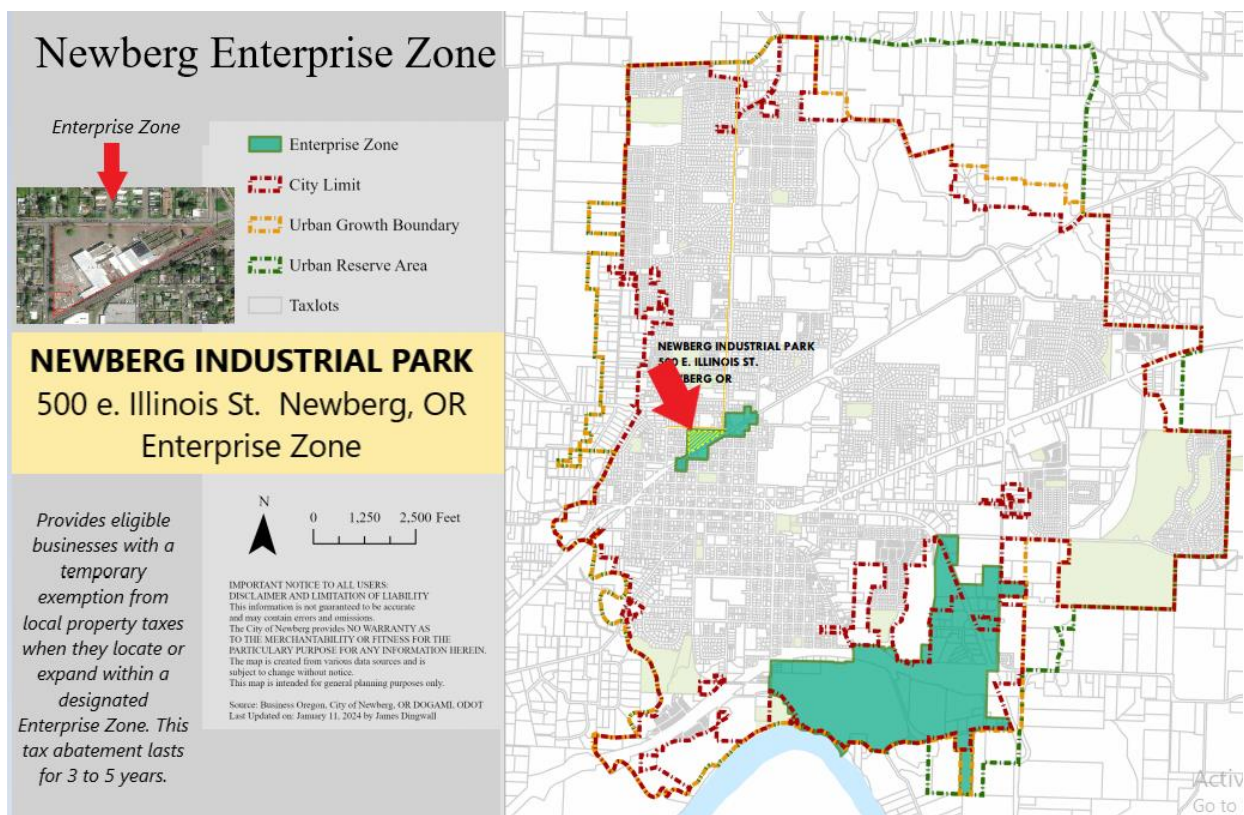 Newberg Enterprise Zone
Enterprise Zone
Enterprise Zone
City Limit
Urban Growth Boundary
Urban Reserve Area
Taxlots
NEWBERG INDUSTRIAL PARK
500 e. Illinois St. Newberg, OR
Enterprise Zone
Provides eligible
businesses with a
temporary
exemption from
local property taxes
when they locate or
expand within a
designated
Enterprise Zone. This
tax abatement lasts
for 3 to 5 years.
N
0 1,250 2,500 Feet
IMPORTANT NOTICE TO ALL USERS:
DISCLAIMER AND LIMITATION OF LIABILITY
This information is not guaranteed to be accurate
and may contain errors and omissions.
The City of Newberg provides NO WARRANTY AS
TO THE MERCHANTABILITY OR FITNESS FOR THE
PARTICULARY PURPOSE FOR ANY INFORMATION HEREIN.
The map is created from various data sources and is
subject to change without notice.
This map is intended for general planning purposes only.
Source: Business Oregon, City of Newberg, OR DOGAMI, ODOT
Last Updated on: January 11, 2024 by James Dingwall
NEWBERG INDUSTRIAL PARK
E. ILLINOIS ST.
OR
Activ
Go to